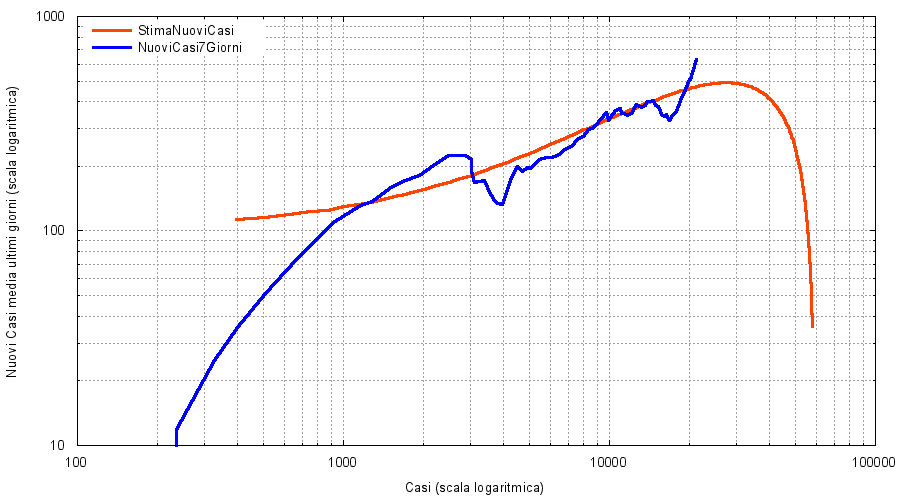 1000
StimaNuoviCasi
NuoviCasi7Giorni
Nuovi Casi media ultimi giorni (scala logaritmica)
100
10
100
1000
10000
100000
Casi (scala logaritmica)